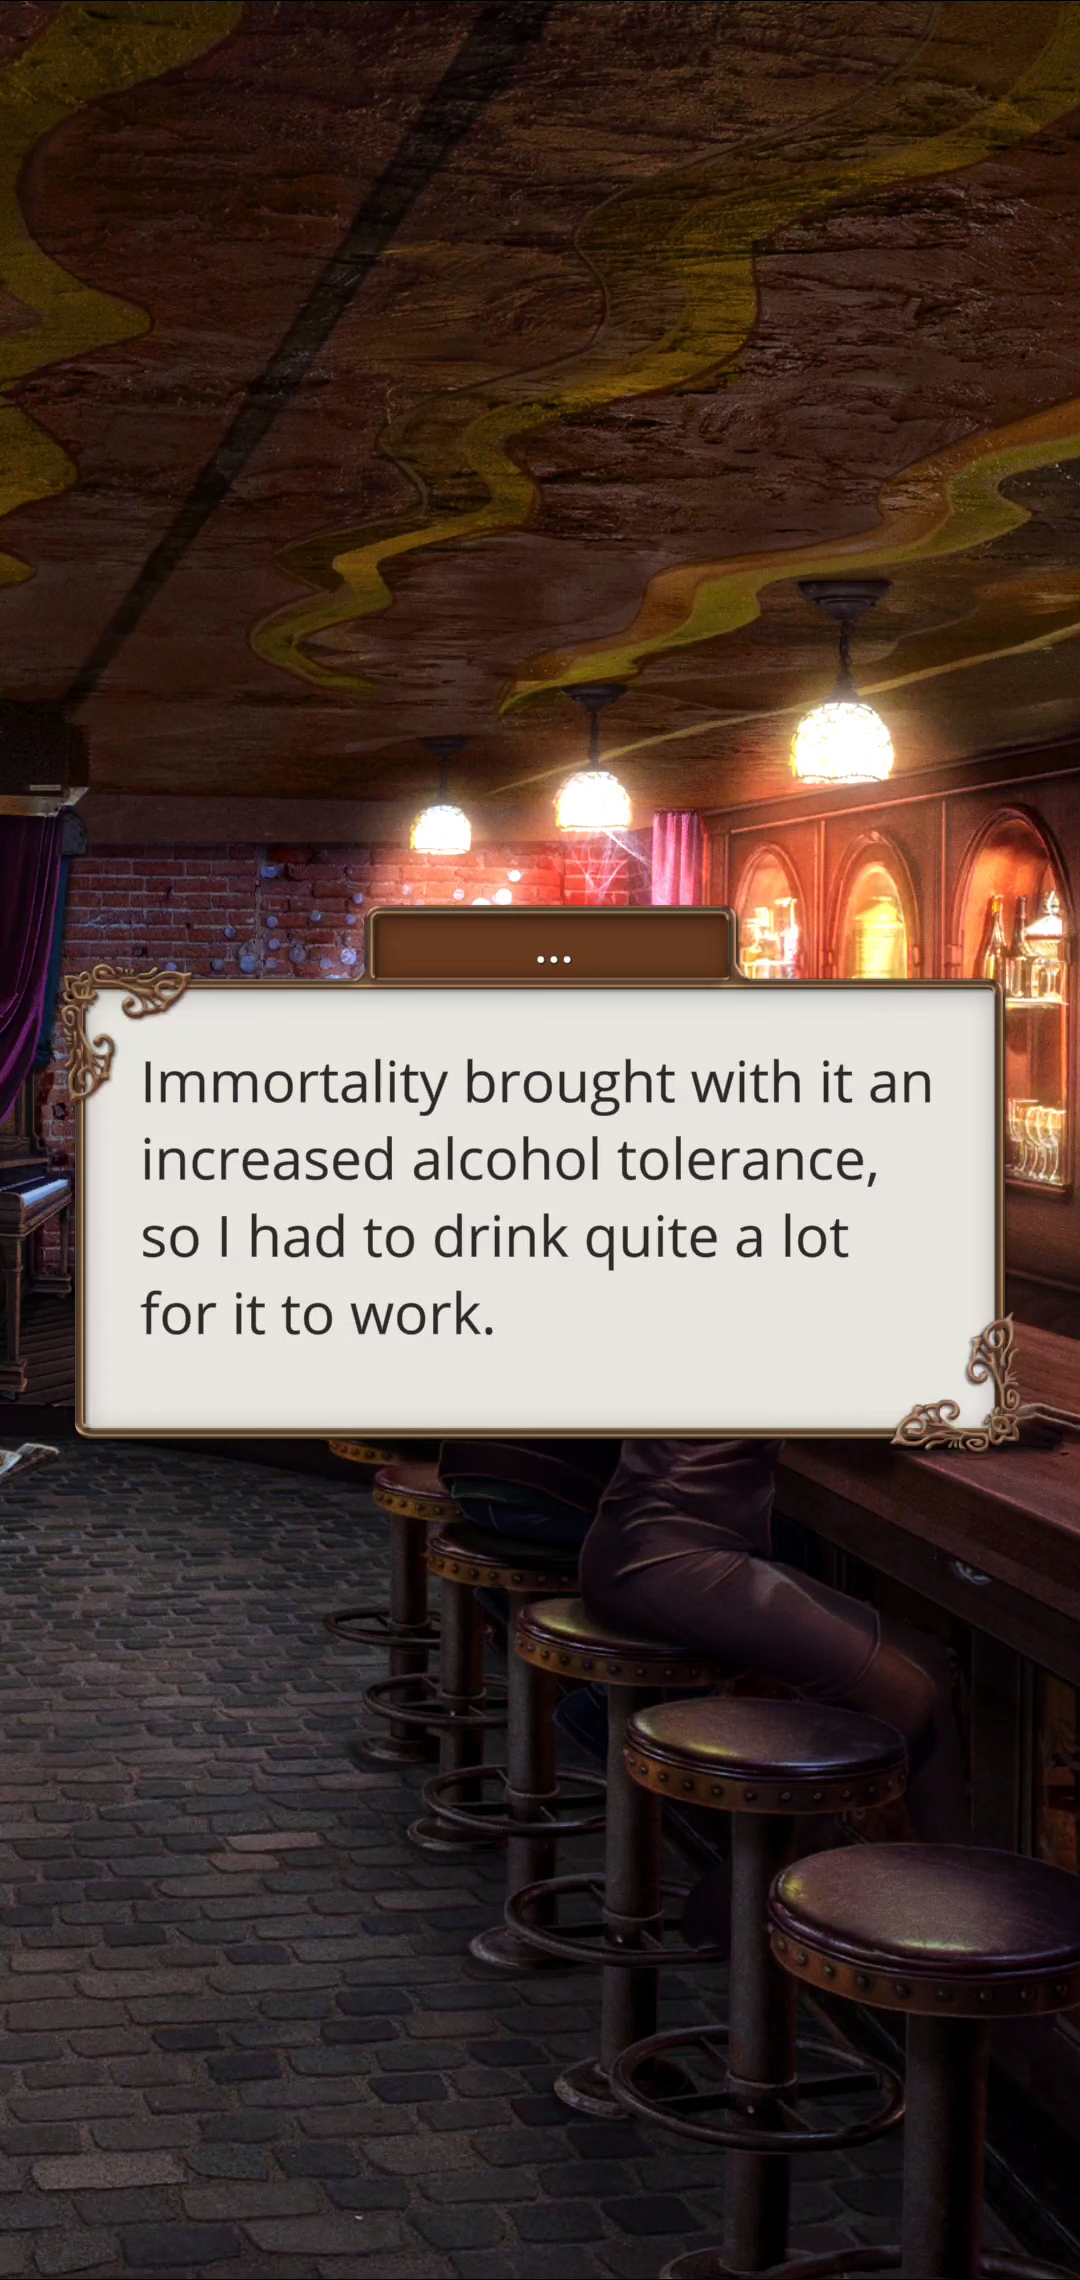 ...
Immortality brought with it an
increased alcohol tolerance,
so I had to drink quite a lot
for it to work.